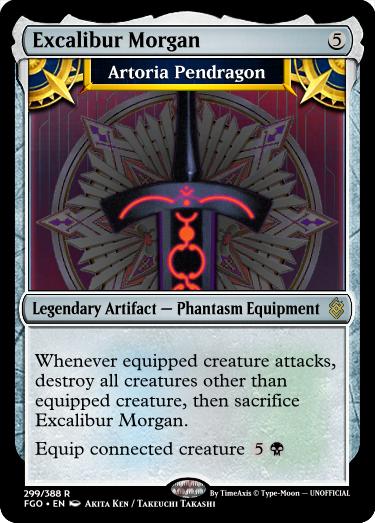 Excalibur Morgan 5
Artoria Pendragon
Legendary Artifact — Phantasm Equipment
Whenever equipped creature attacks,
destroy all creatures other than
equipped creature, then sacrifice
Excalibur Morgan.
Equip connected creature 5
299/388 R
FGO • EN Akita Ken / Takeuchi Takashi
By TimeAxis © Type-Moon — UNOFFICIAL